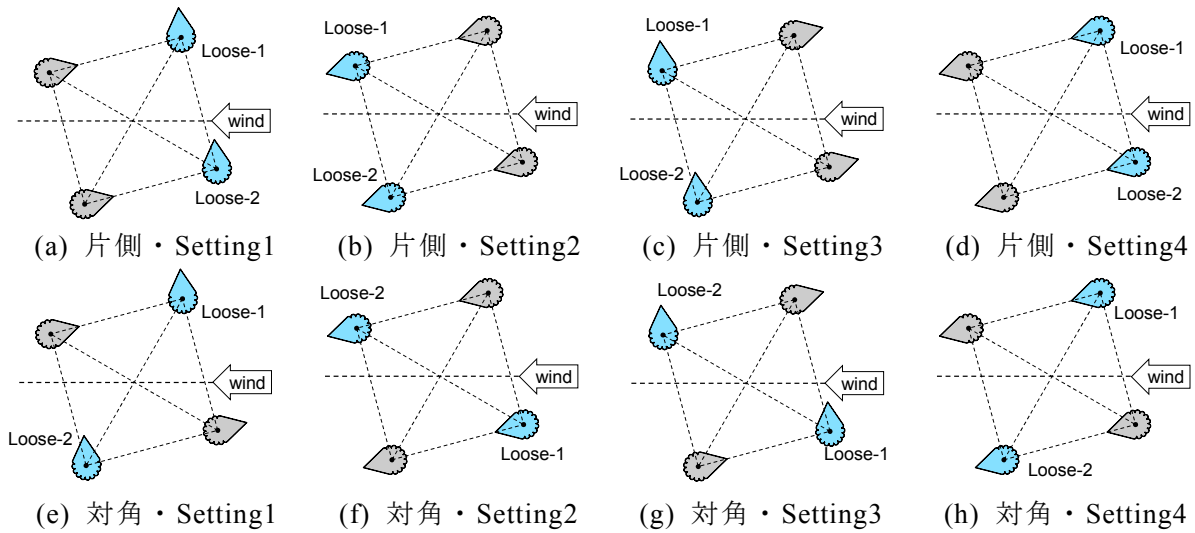 Loose-1
wind
Loose-2
(a) 片側・Setting1
Loose-1
wind
Loose-2
(b) 片側・Setting2
Loose-1
wind
Loose-2
(c) 片側・Setting3
Loose-1
wind
Loose-2
(d) 片側・Setting4
Loose-1
wind
Loose-2
(e) 対角・Setting1
Loose-2
wind
Loose-1
(f) 対角・Setting2
Loose-2
wind
Loose-1
(g) 対角・Setting3
Loose-1
wind
Loose-2
(h) 対角・Setting4